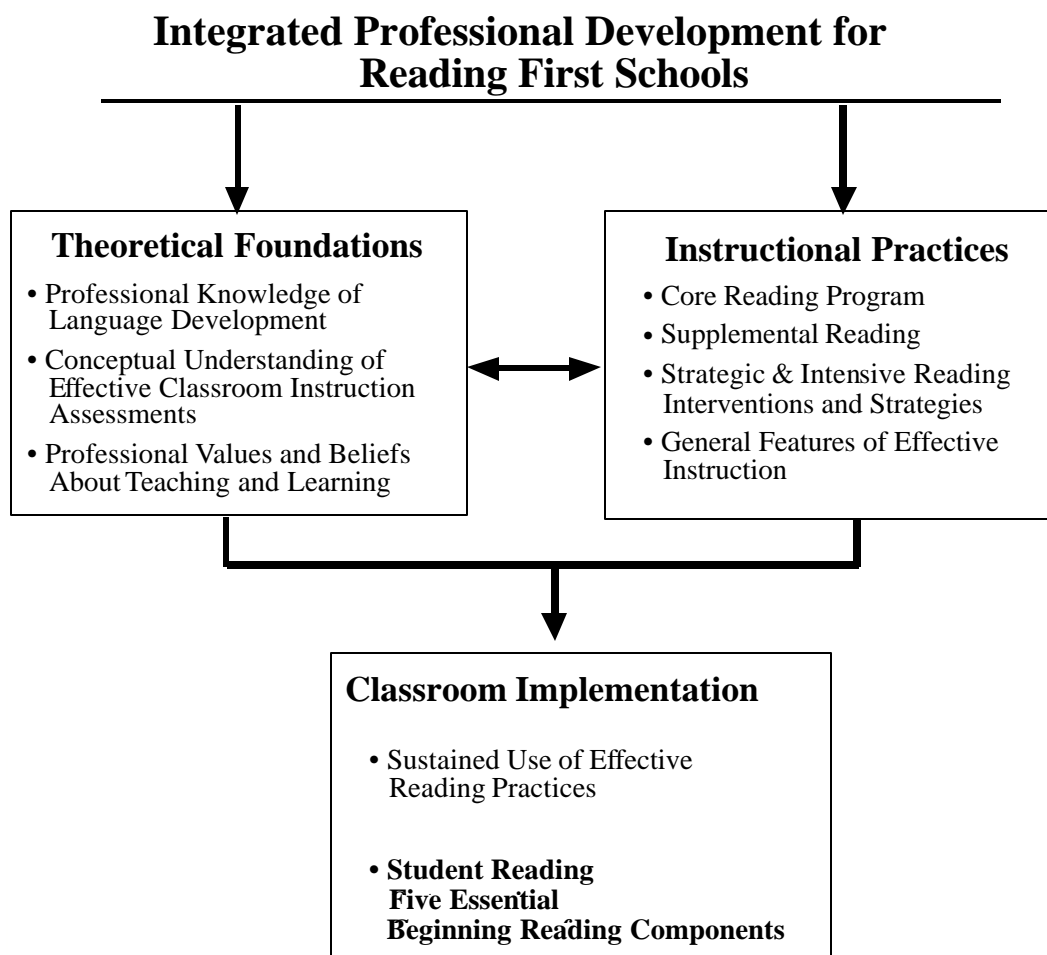 Integrated Professional Development for
Reading First Schools
Theoretical Foundations
• Professional Knowledge of
Language Development
• Conceptual Understanding of
Effective Classroom Instruction
Assessments
• Professional Values and Beliefs
About Teaching and Learning
Instructional Practices
• Core Reading Program
• Supplemental Reading
• Strategic & Intensive Reading
Interventions and Strategies
• General Features of Effective
Instruction
Classroom Implementation
• Sustained Use of Effective
Reading Practices
• Student Reading
Five Essential
Beginning Reading Components